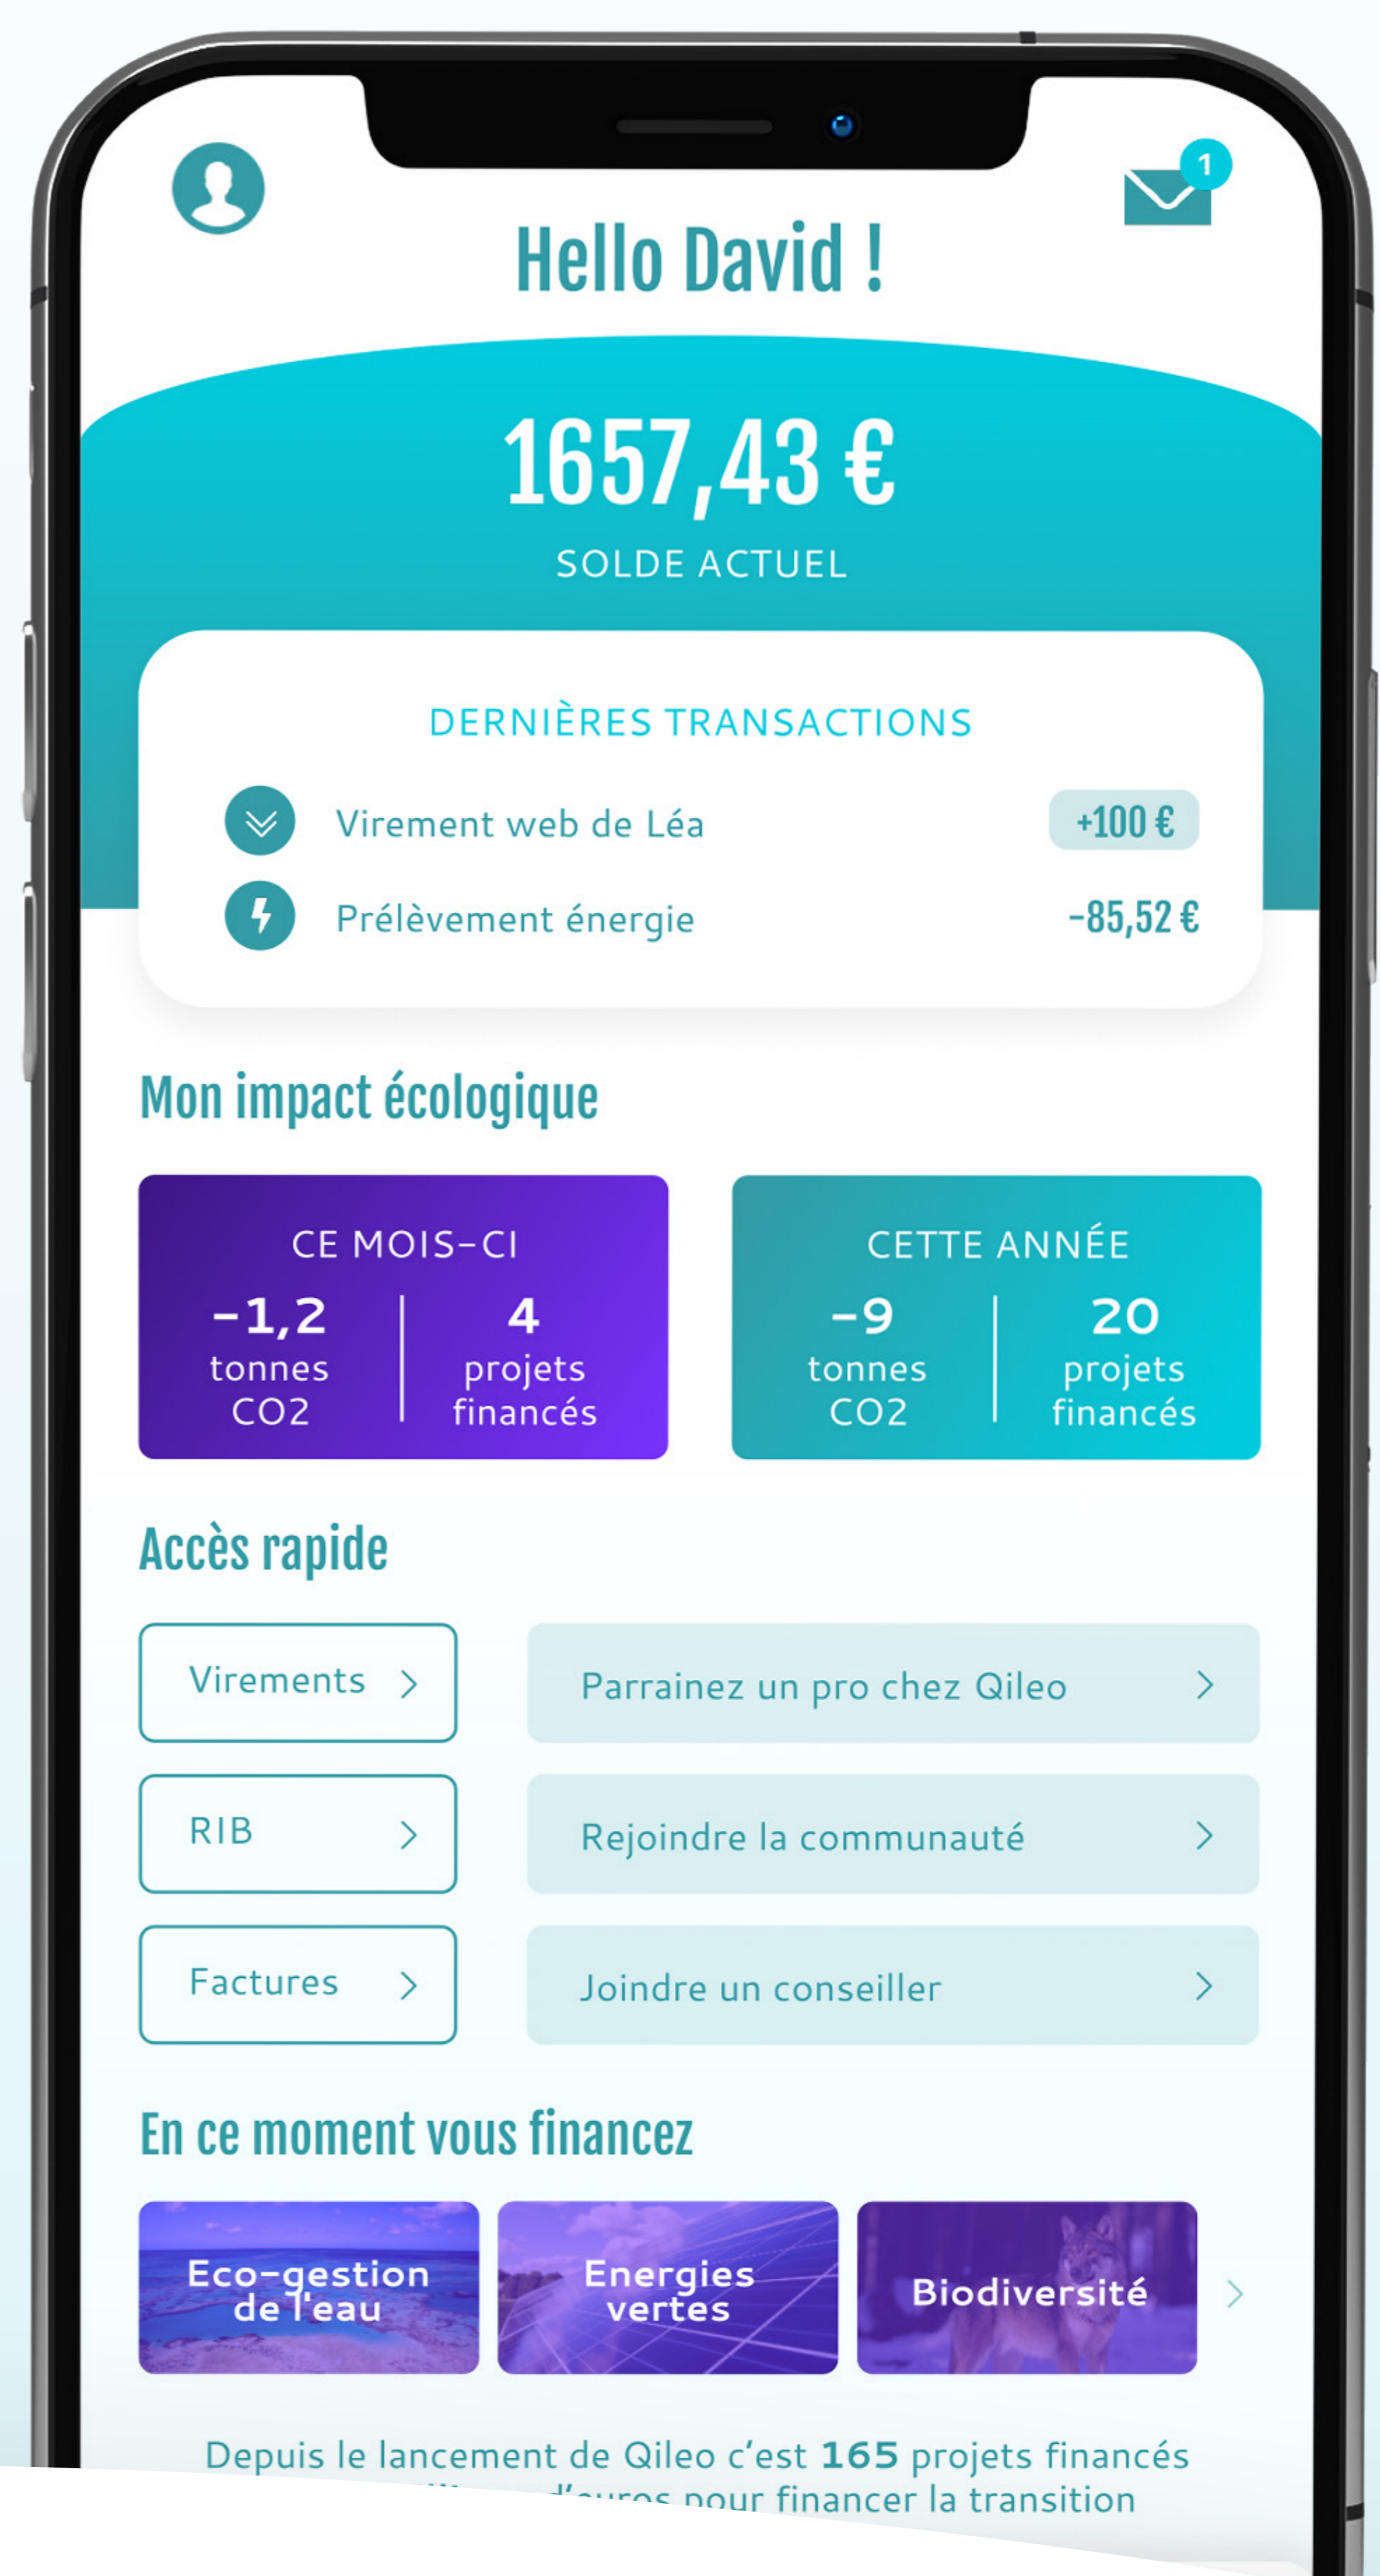 1
Hello David !
1657,43 €
SOLDE ACTUEL
DERNIÈRES TRANSACTIONS
Virement web de Léa +100 €
Prélèvement énergie -85,52 €
Mon impact écologique
CE MOIS-CI
-1,2
tonnes
CO2
4
projets
financés
CETTE ANNÉE
-9
tonnes
CO2
20
projets
financés
Accès rapide
Virements
Parrainez un pro chez Qileo
RIB
Rejoindre la communauté
Factures
Joindre un conseiller
En ce moment vous financez
Eco-gestion
de l'eau
Energies
vertes
Biodiversité
Depuis le lancement de Qileo c'est 165 projets financés
d'euros pour financer la transition